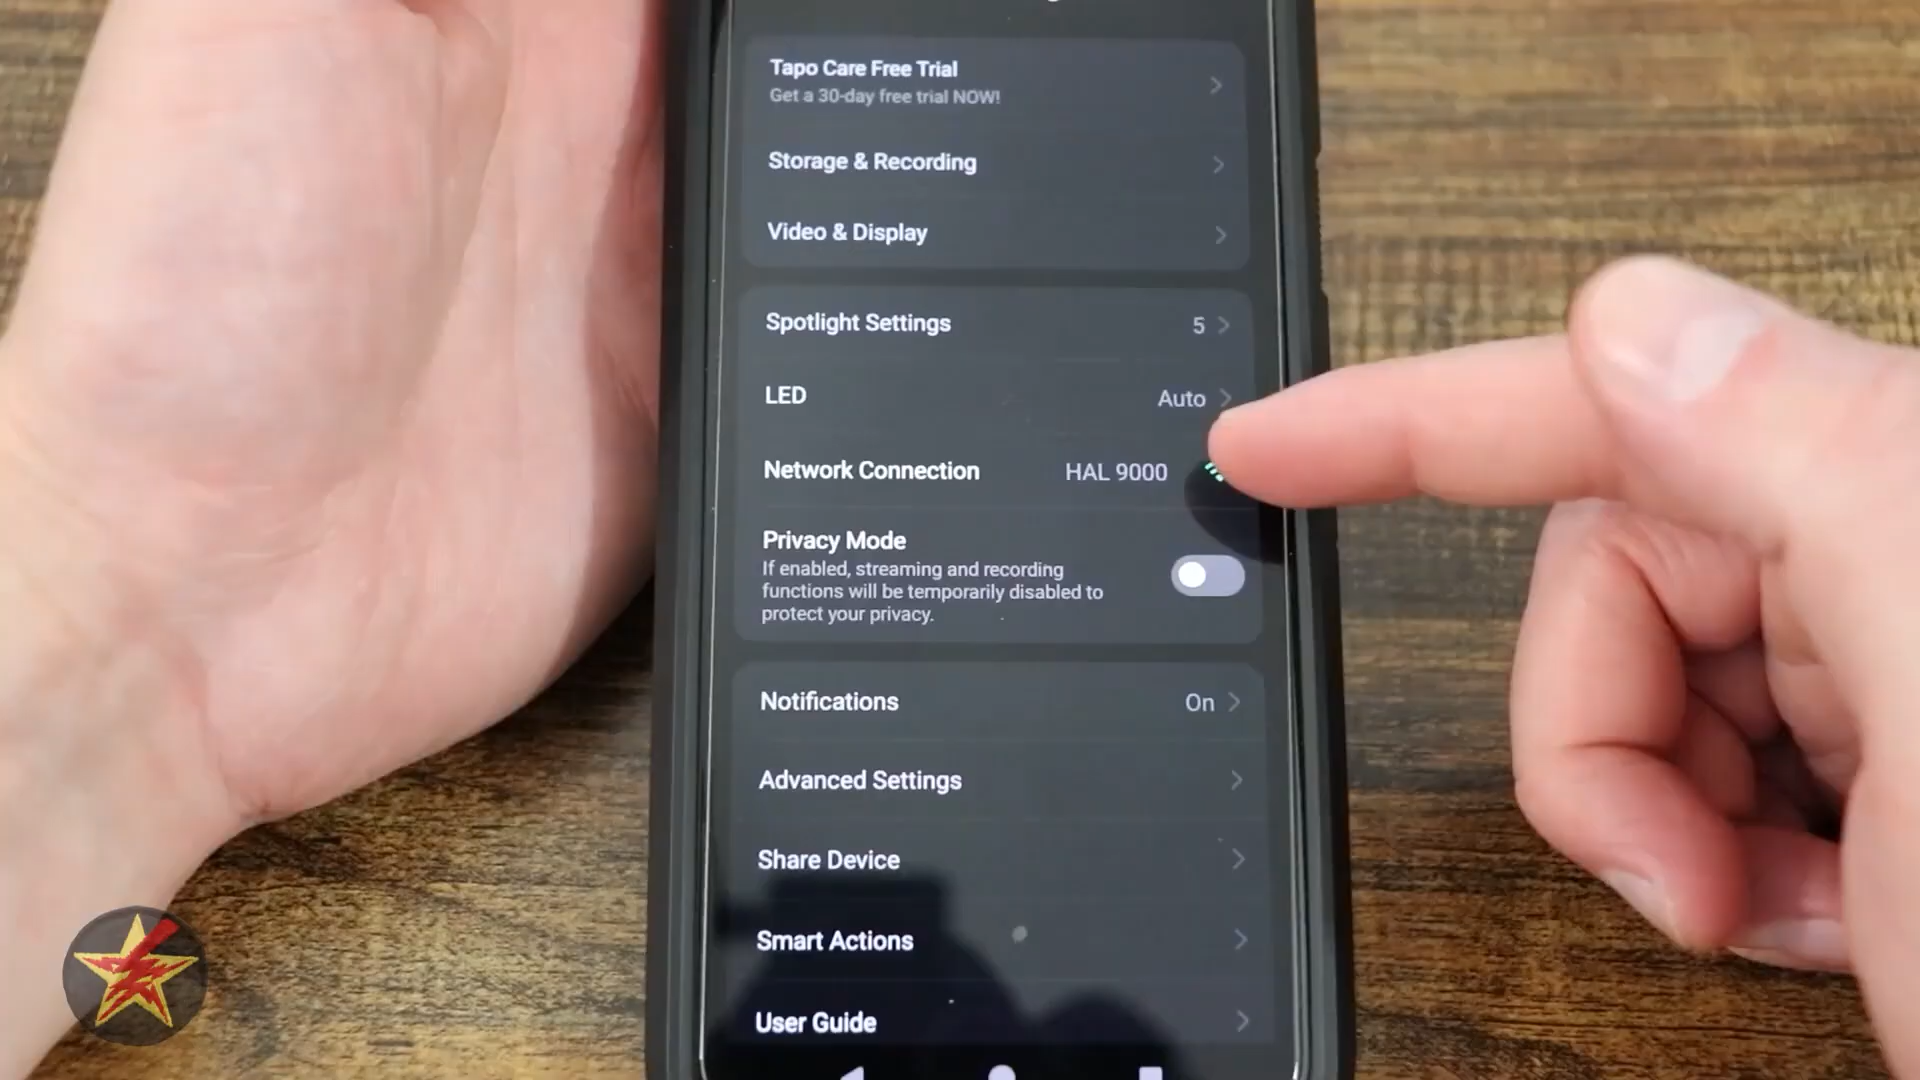 Tapo Care Free Trial
Get a 30-day free trial NOW!
Storage & Recording
Video & Display
Spotlight Settings 5
LED Auto
Network Connection HAL 9000
Privacy Mode
If enabled, streaming and recording
functions will be temporarily disabled to
protect your privacy.
Notifications On
Advanced Settings
Share Device
Smart Actions
User Guide